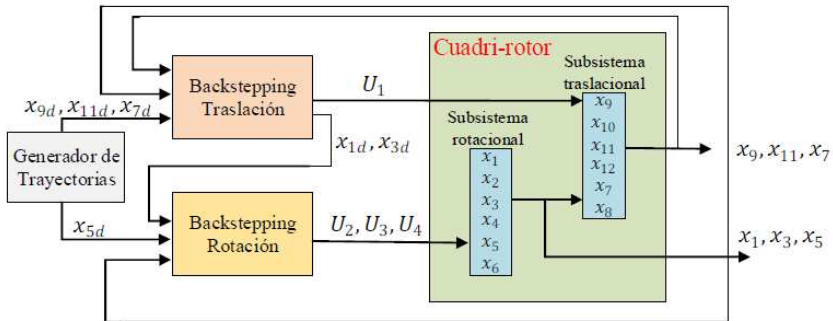 Cuadri-rotor
Subsistema
traslacional
Backstepping
Traslación
U₁
x₉
x₁₀
x₁₁
x₁₂
x₇
x₈
x₉d, x₁₁d, x₇d
Subsistema
rotacional
x₁d, x₃d
x₁
x₂
x₃
x₄
x₅
x₆
x₉, x₁₁, x₇
Generador de
Trayectorias
x₅d
Backstepping
Rotación
U₂, U₃, U₄
x₁, x₃, x₅